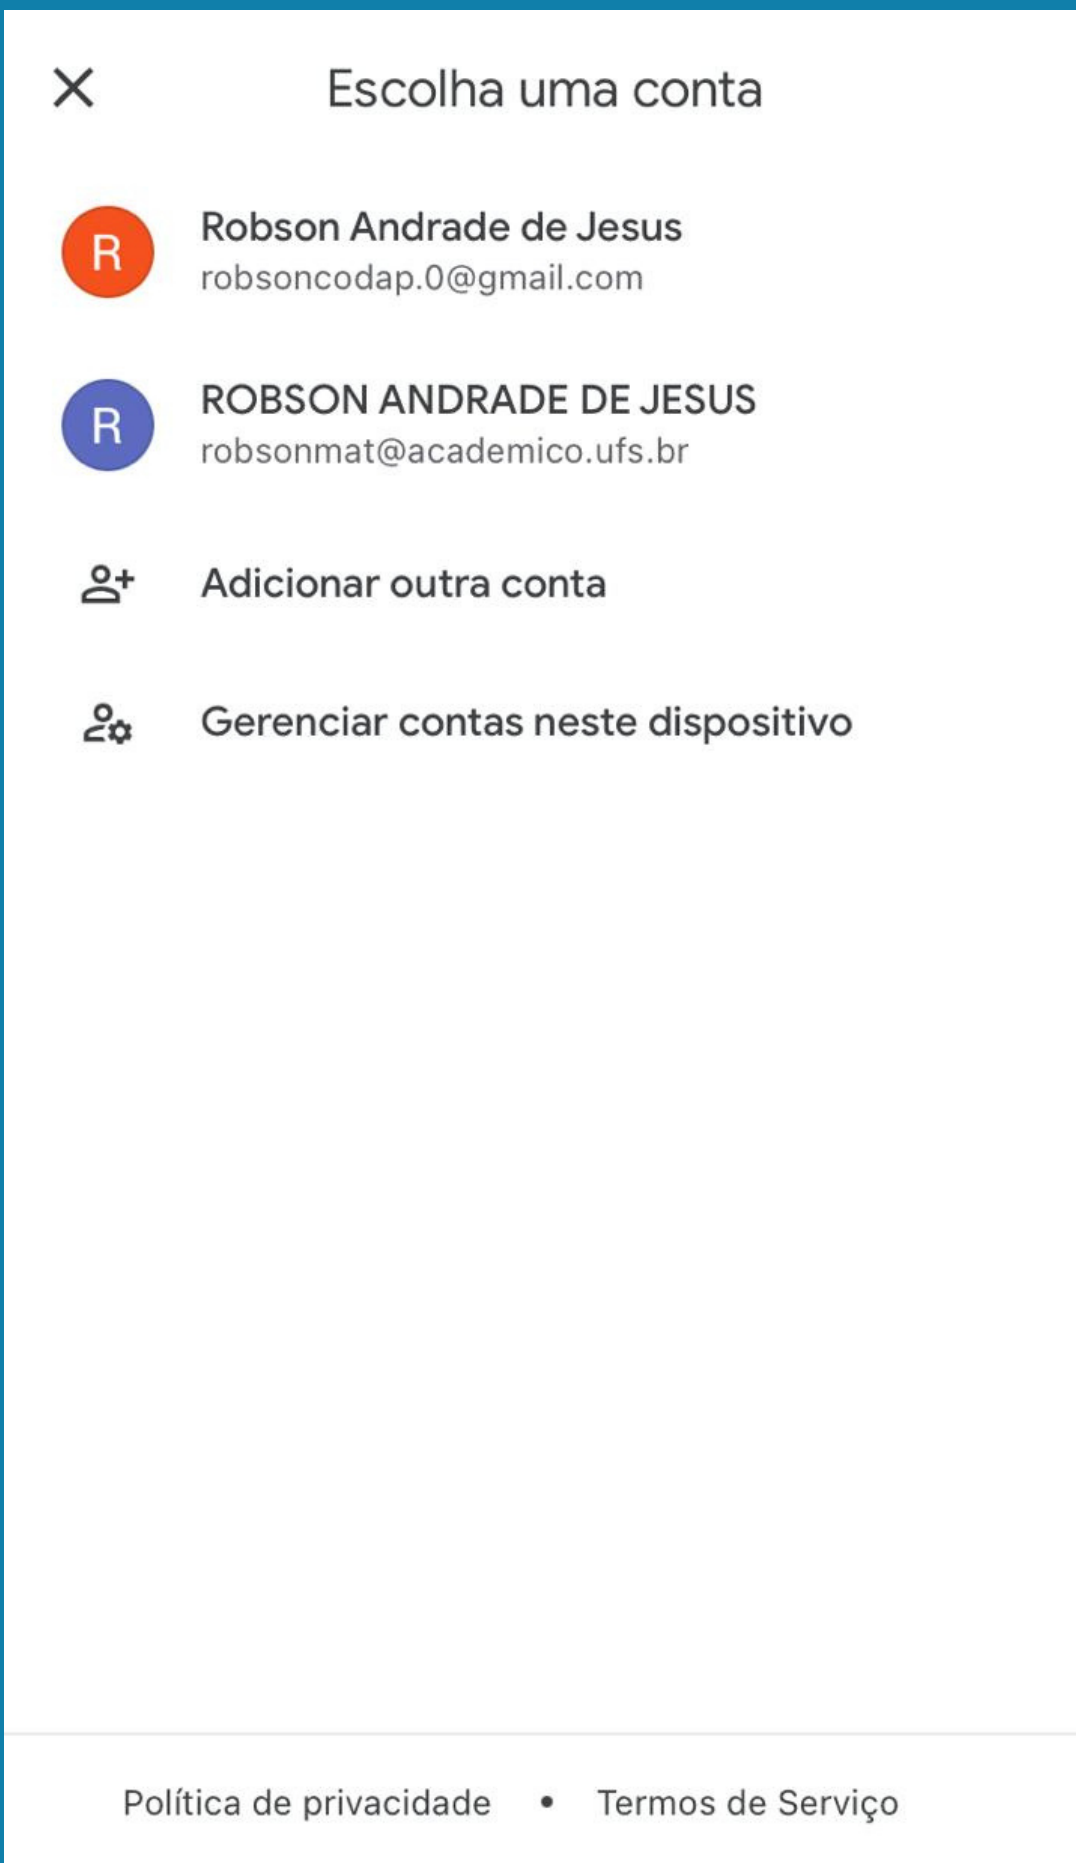 Escolha uma conta
R
Robson Andrade de Jesus
robsoncodap.0@gmail.com
R
ROBSON ANDRADE DE JESUS
robsonmat@academico.ufs.br
Adicionar outra conta
Gerenciar contas neste dispositivo
Política de privacidade • Termos de Serviço